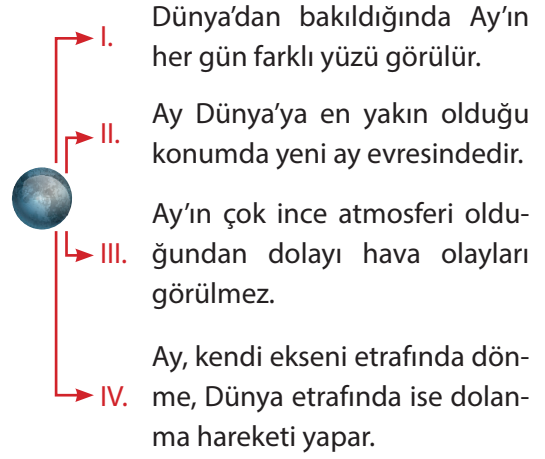 I. Dünya’dan bakıldığında Ay’ın
her gün farklı yüzü görülür.
II. Ay Dünya’ya en yakın olduğu
konumda yeni ay evresindedir.
III. Ay’ın çok ince atmosferi oldu-
ğundan dolayı hava olayları
görülmez.
IV. Ay, kendi ekseni etrafında dön-
me, Dünya etrafında ise dolan-
ma hareketi yapar.